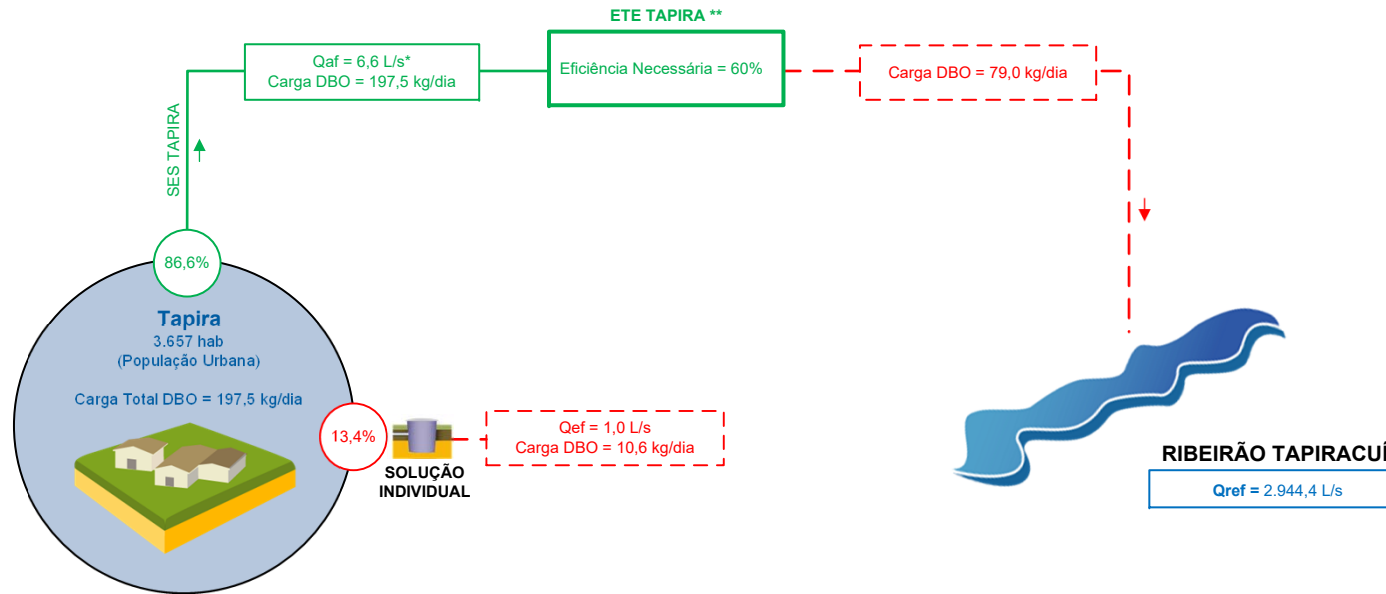 ETE TAPIRA **
Qaf = 6,6 L/s*
Carga DBO = 197,5 kg/dia
Eficiência Necessária = 60%
Carga DBO = 79,0 kg/dia
SES TAPIRA
86,6%
Tapira
3.657 hab
(População Urbana)
Carga Total DBO = 197,5 kg/dia
13,4%
SOLUÇÃO
INDIVIDUAL
Qef = 1,0 L/s
Carga DBO = 10,6 kg/dia
RIBEIRÃO TAPIRACUÍ
Qref = 2.944,4 L/s